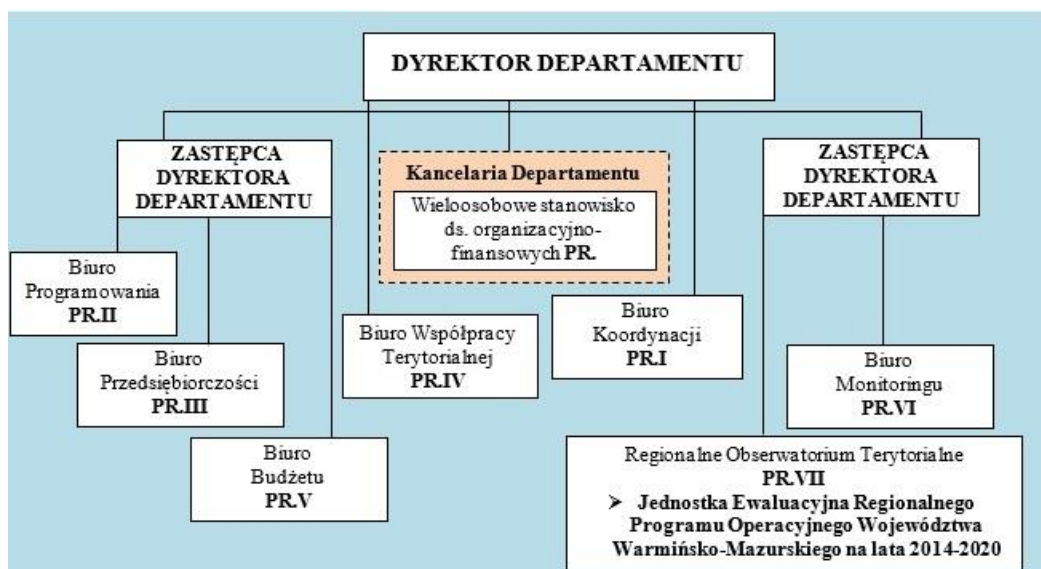 DYREKTOR DEPARTAMENTU
ZASTĘPCA
DYREKTORA
DEPARTAMENTU
Kancelaria Departamentu
Wieloosobowe stanowisko
ds. organizacyjno-
finansowych PR.
ZASTĘPCA
DYREKTORA
DEPARTAMENTU
Biuro
Programowania
PR.II
Biuro
Przedsiębiorczości
PR.III
Biuro
Budżetu
PR.V
Biuro Współpracy
Terytorialnej
PR.IV
Biuro
Koordynacji
PR.I
Biuro
Monitoringu
PR.VI
Regionalne Obserwatorium Terytorialne
PR.VII
➤ Jednostka Ewaluacyjna Regionalnego
Programu Operacyjnego Województwa
Warmińsko-Mazurskiego na lata 2014-2020